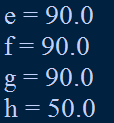 e = 90.0
f = 90.0
g = 90.0
h = 50.0